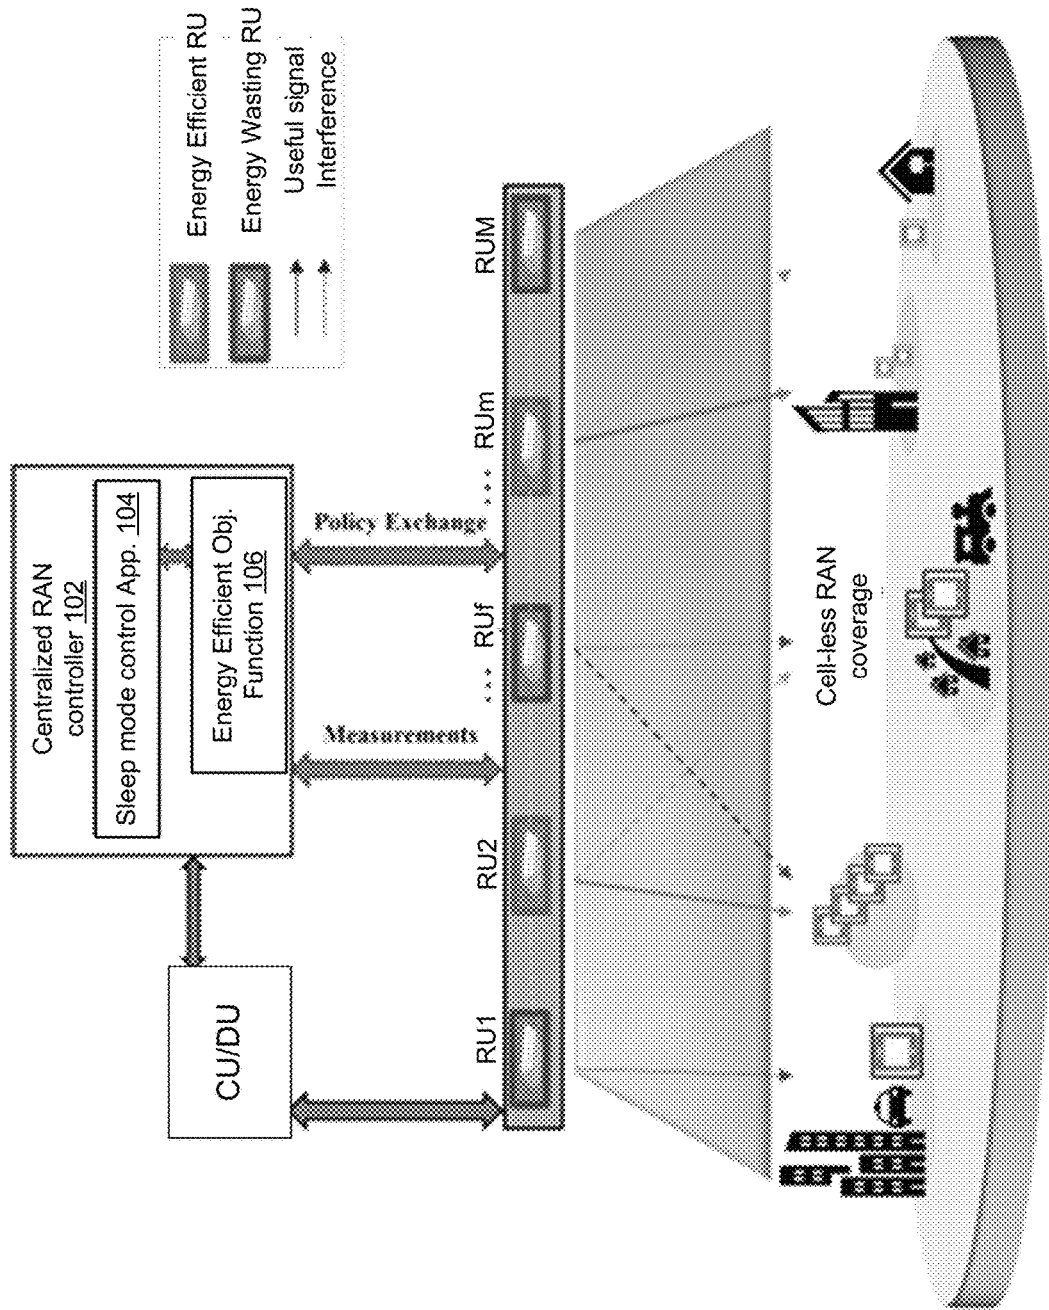 Centralized RAN
controller 102
Sleep mode control App. 104
Energy Efficient Obj.
Function 106
CU/DU
Measurements
Policy Exchange
Energy Efficient RU
Energy Wasting RU
Useful signal
Interference
RU1
RU2
... RUf
... RUm
RUM
Cell-less RAN
coverage